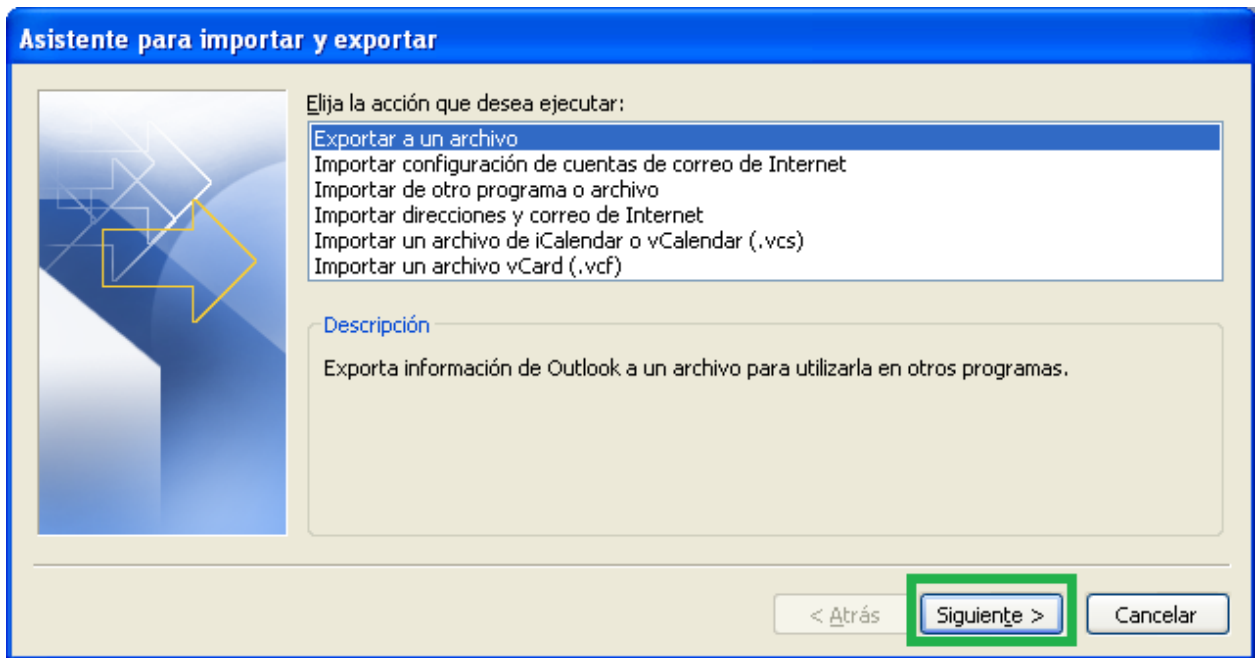 Asistente para importar y exportar
Elija la acción que desea ejecutar:
Exportar a un archivo
Importar configuración de cuentas de correo de Internet
Importar de otro programa o archivo
Importar direcciones y correo de Internet
Importar un archivo de iCalendar o vCalendar (.vcs)
Importar un archivo vCard (.vcf)
Descripción
Exporta información de Outlook a un archivo para utilizarla en otros programas.
< Atrás
Siguiente >
Cancelar